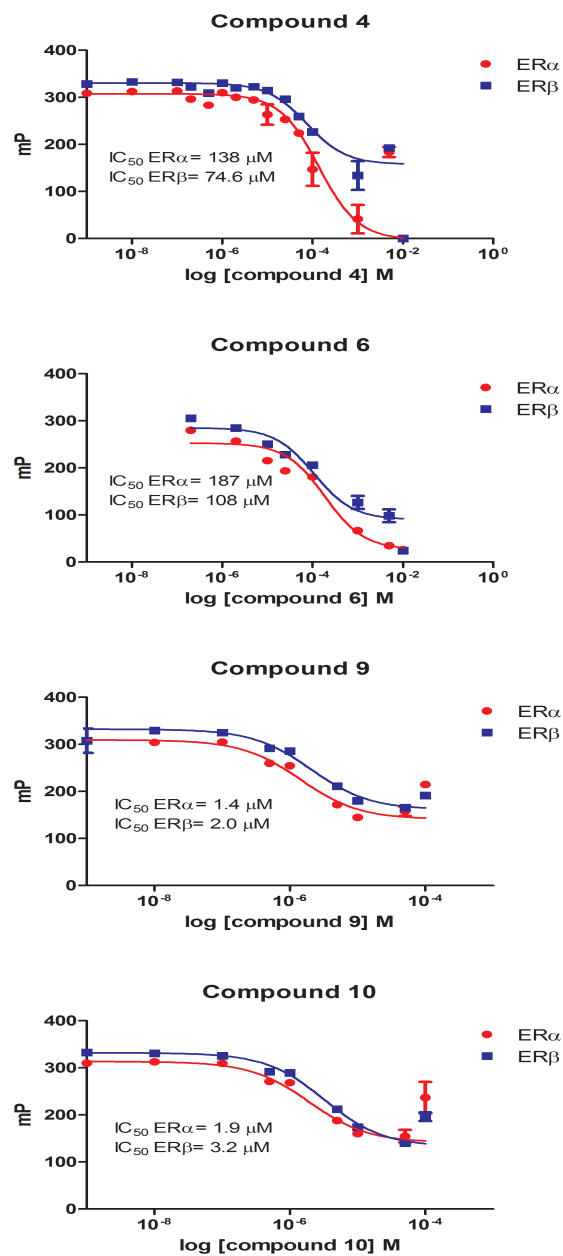 Compound 4
400
300
200
100
0
mP
ERα
ERβ
IC₅₀ ERα= 138 μM
IC₅₀ ERβ= 74.6 μM
10⁻⁸ 10⁻⁶ 10⁻⁴ 10⁻² 10⁰
log [compound 4] M
Compound 6
400
300
200
100
0
mP
ERα
ERβ
IC₅₀ ERα= 187 μM
IC₅₀ ERβ= 108 μM
10⁻⁸ 10⁻⁶ 10⁻⁴ 10⁻² 10⁰
log [compound 6] M
Compound 9
400
300
200
100
0
mP
ERα
ERβ
IC₅₀ ERα= 1.4 μM
IC₅₀ ERβ= 2.0 μM
10⁻⁸ 10⁻⁶ 10⁻⁴
log [compound 9] M
Compound 10
400
300
200
100
0
mP
ERα
ERβ
IC₅₀ ERα= 1.9 μM
IC₅₀ ERβ= 3.2 μM
10⁻⁸ 10⁻⁶ 10⁻⁴
log [compound 10] M